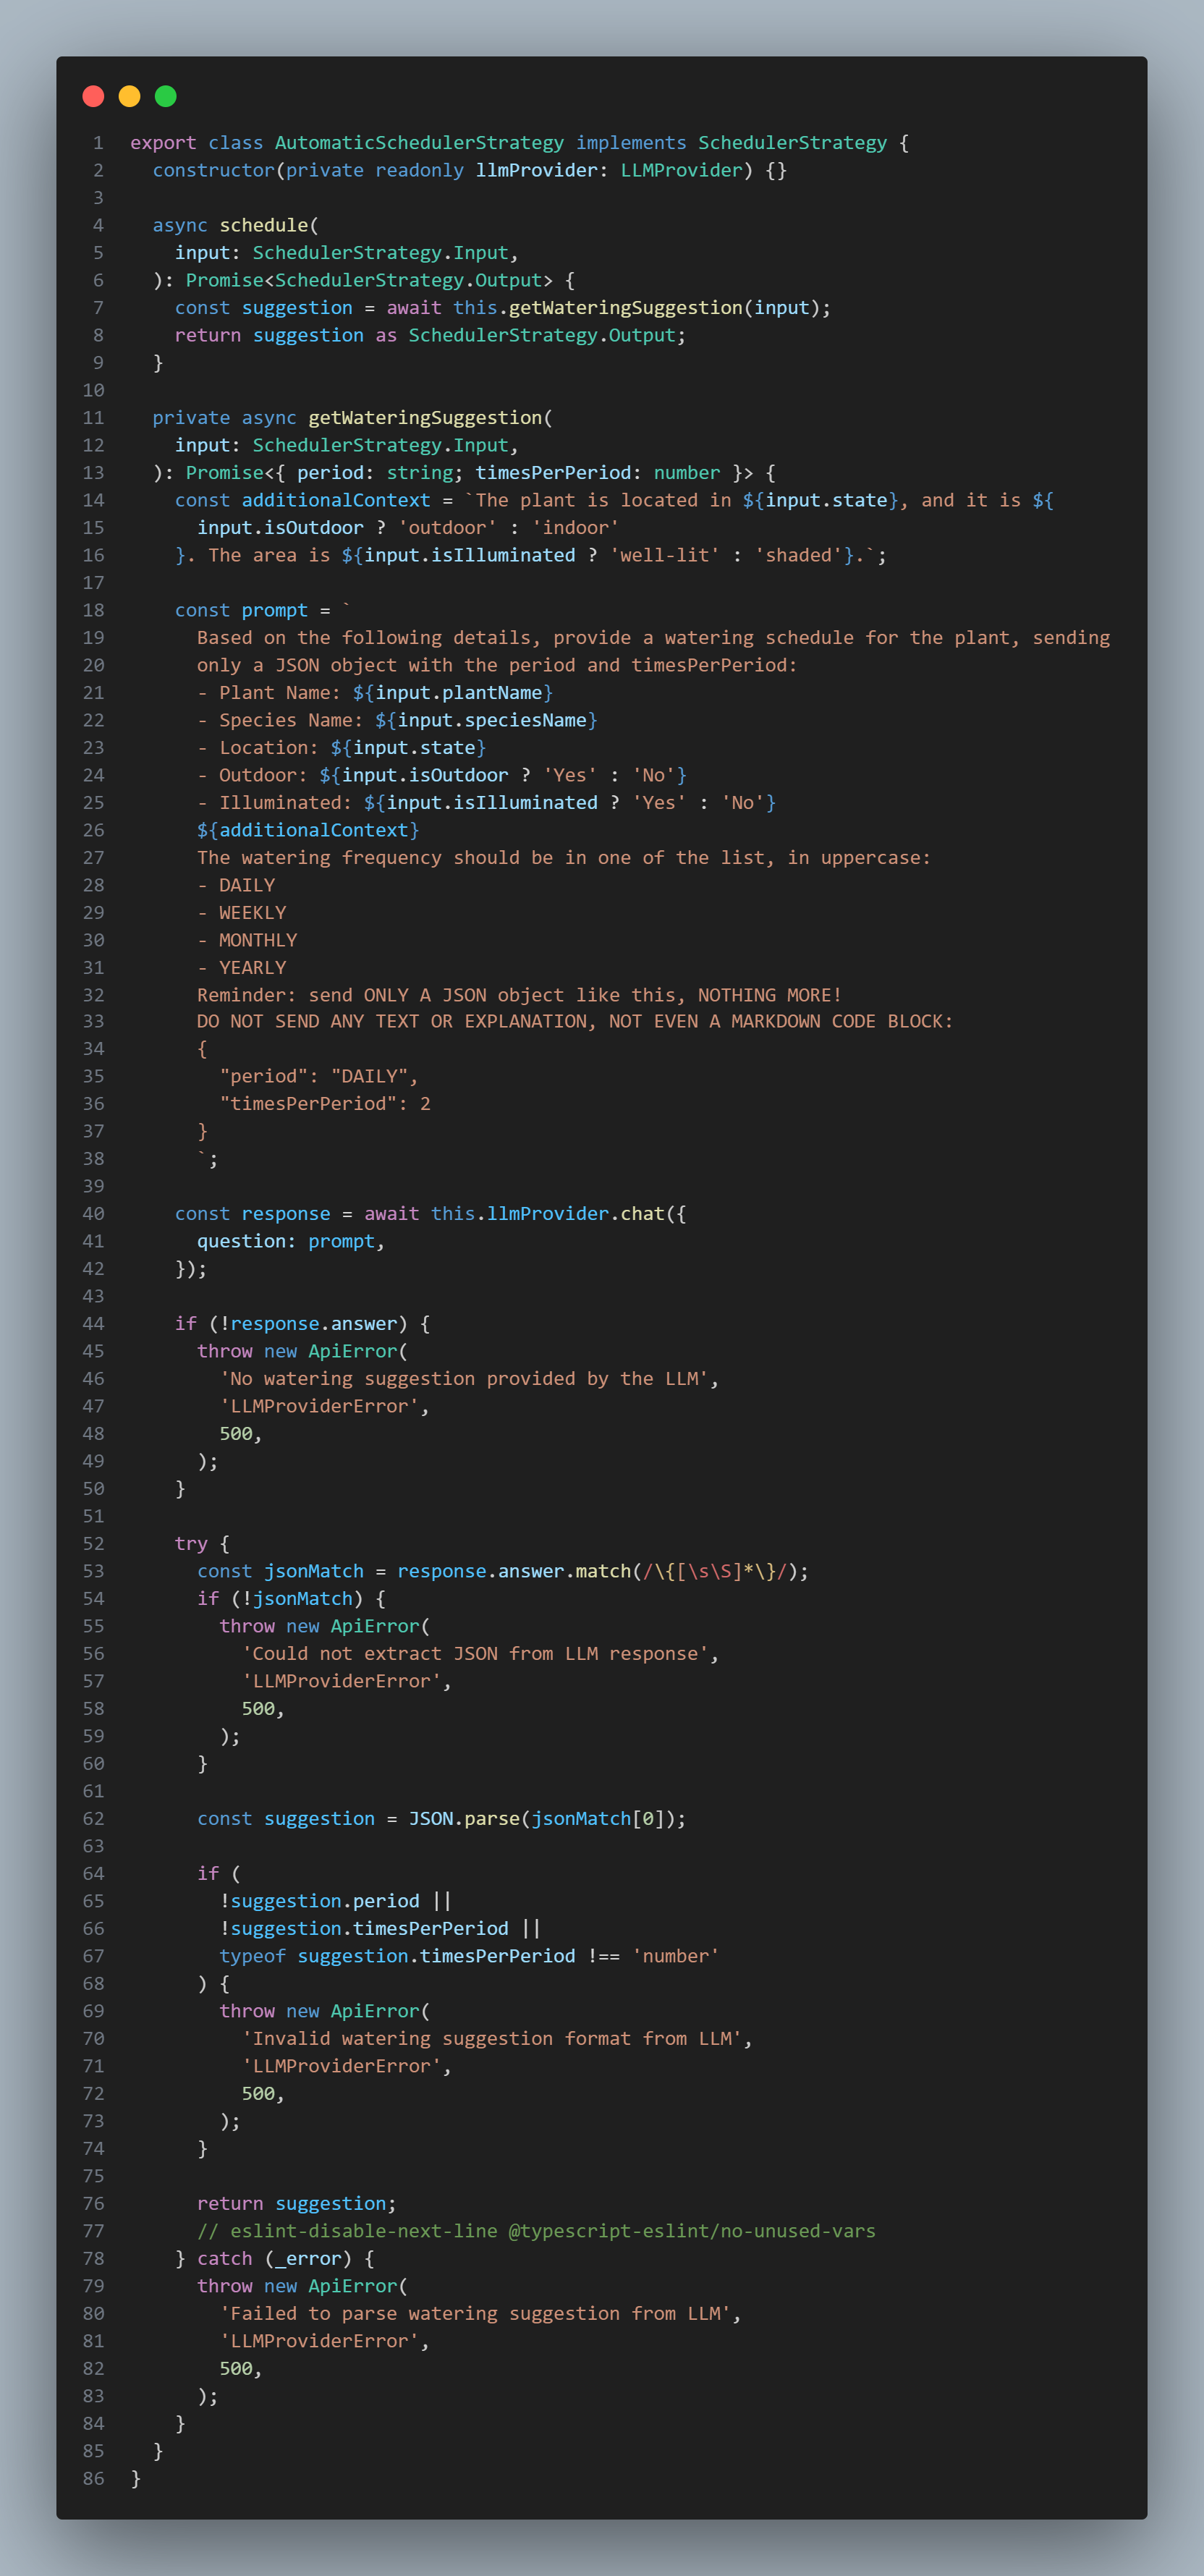 1 export class AutomaticSchedulerStrategy implements SchedulerStrategy {
2 constructor(private readonly llmProvider: LLMProvider) {}
3
4 async schedule(
5 input: SchedulerStrategy.Input,
6 ): Promise<SchedulerStrategy.Output> {
7 const suggestion = await this.getWateringSuggestion(input);
8 return suggestion as SchedulerStrategy.Output;
9 }
10
11 private async getWateringSuggestion(
12 input: SchedulerStrategy.Input,
13 ): Promise<{ period: string; timesPerPeriod: number }> {
14 const additionalContext = `The plant is located in ${input.state}, and it is ${
15 input.isOutdoor ? 'outdoor' : 'indoor'
16 }. The area is ${input.isIlluminated ? 'well-lit' : 'shaded'}.`;
17
18 const prompt = `
19 Based on the following details, provide a watering schedule for the plant, sending
20 only a JSON object with the period and timesPerPeriod:
21 - Plant Name: ${input.plantName}
22 - Species Name: ${input.speciesName}
23 - Location: ${input.state}
24 - Outdoor: ${input.isOutdoor ? 'Yes' : 'No'}
25 - Illuminated: ${input.isIlluminated ? 'Yes' : 'No'}
26 ${additionalContext}
27 The watering frequency should be in one of the list, in uppercase:
28 - DAILY
29 - WEEKLY
30 - MONTHLY
31 - YEARLY
32 Reminder: send ONLY A JSON object like this, NOTHING MORE!
33 DO NOT SEND ANY TEXT OR EXPLANATION, NOT EVEN A MARKDOWN CODE BLOCK:
34 {
35 "period": "DAILY",
36 "timesPerPeriod": 2
37 }
38 `;
39
40 const response = await this.llmProvider.chat({
41 question: prompt,
42 });
43
44 if (!response.answer) {
45 throw new ApiError(
46 'No watering suggestion provided by the LLM',
47 'LLMProviderError',
48 500,
49 );
50 }
51
52 try {
53 const jsonMatch = response.answer.match(/\{[\s\S]*\}/);
54 if (!jsonMatch) {
55 throw new ApiError(
56 'Could not extract JSON from LLM response',
57 'LLMProviderError',
58 500,
59 );
60 }
61
62 const suggestion = JSON.parse(jsonMatch[0]);
63
64 if (
65 !suggestion.period ||
66 !suggestion.timesPerPeriod ||
67 typeof suggestion.timesPerPeriod !== 'number'
68 ) {
69 throw new ApiError(
70 'Invalid watering suggestion format from LLM',
71 'LLMProviderError',
72 500,
73 );
74 }
75
76 return suggestion;
77 // eslint-disable-next-line @typescript-eslint/no-unused-vars
78 } catch (_error) {
79 throw new ApiError(
80 'Failed to parse watering suggestion from LLM',
81 'LLMProviderError',
82 500,
83 );
84 }
85 }
86 }